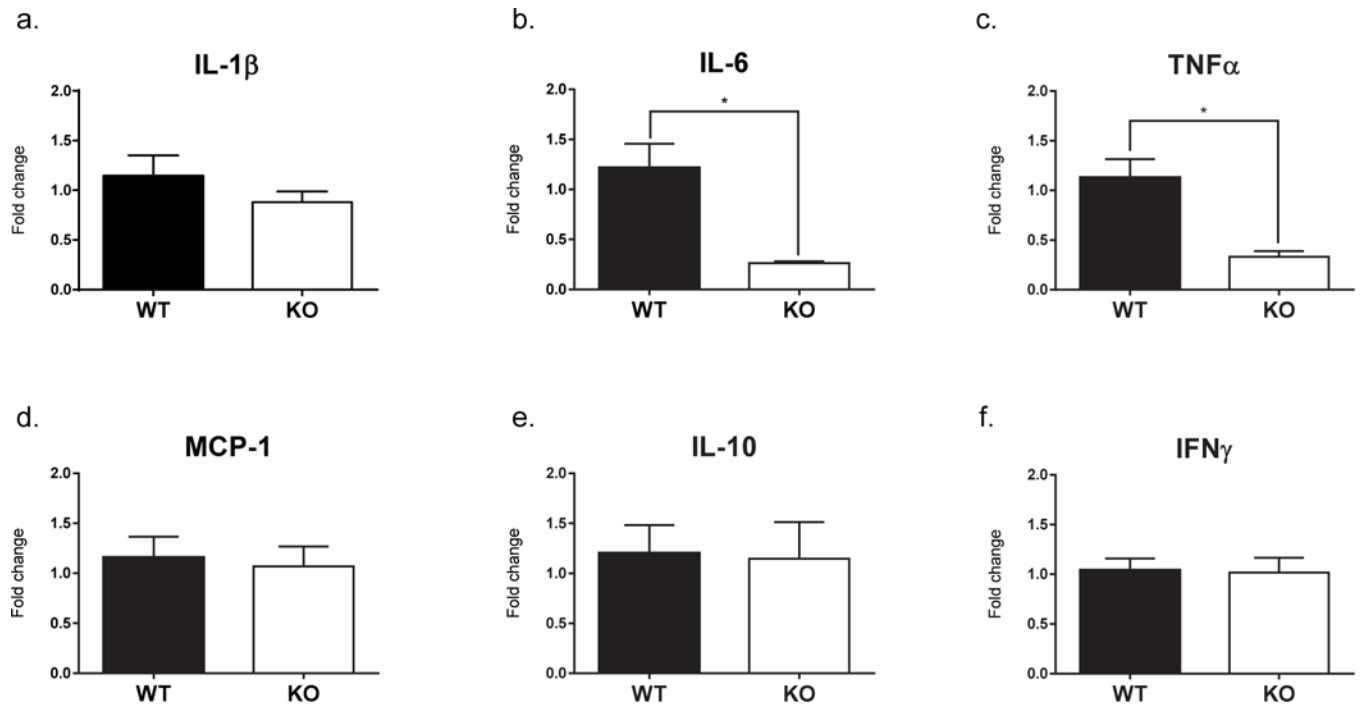 a.
IL-1β
Fold change
2.0
1.5
1.0
0.5
0.0
WT KO
b.
IL-6
*
Fold change
2.0
1.5
1.0
0.5
0.0
WT KO
c.
TNFα
*
Fold change
2.0
1.5
1.0
0.5
0.0
WT KO
d.
MCP-1
Fold change
2.0
1.5
1.0
0.5
0.0
WT KO
e.
IL-10
Fold change
2.0
1.5
1.0
0.5
0.0
WT KO
f.
IFNγ
Fold change
2.0
1.5
1.0
0.5
0.0
WT KO